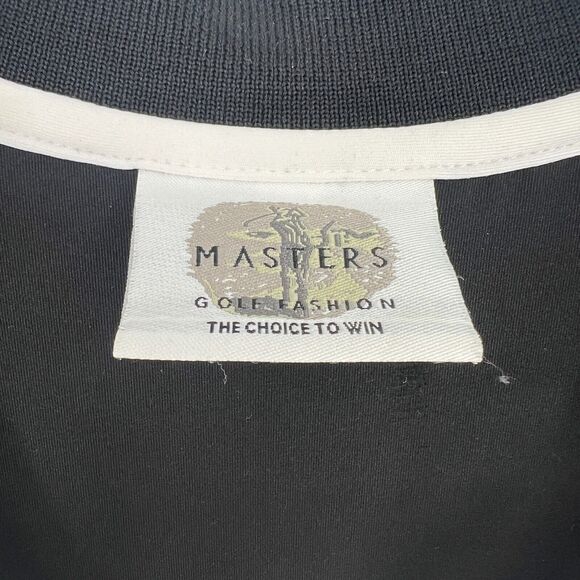 MASTERS
GOLF FASHION
THE CHOICE TO WIN